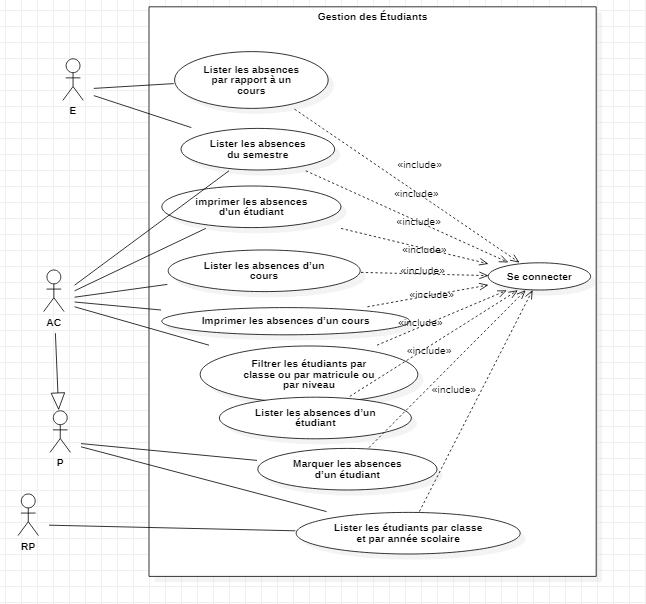 Gestion des Étudiants
E
Lister les absences
par rapport à un
cours
Lister les absences
du semestre
imprimer les absences
d'un étudiant
Lister les absences d'un
cours
Imprimer les absences d'un cours
Filtrer les étudiants par
classe ou par matricule ou
par niveau
Lister les absences d'un
étudiant
Marquer les absences
d'un étudiant
Lister les étudiants par classe
et par année scolaire
AC
P
RP
«include»
«include»
«include»
«include»
«include»
«include»
«include»
«include»
«include»
Se connecter